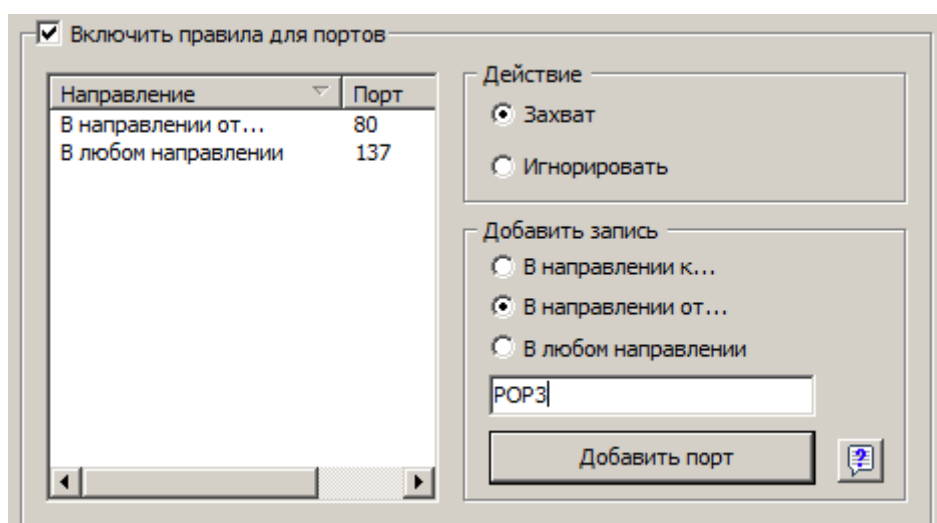 Включить правила для портов
Направление Порт
В направлении от... 80
В любом направлении 137
Действие
Захват
Игнорировать
Добавить запись
В направлении к...
В направлении от...
В любом направлении
POP3
Добавить порт